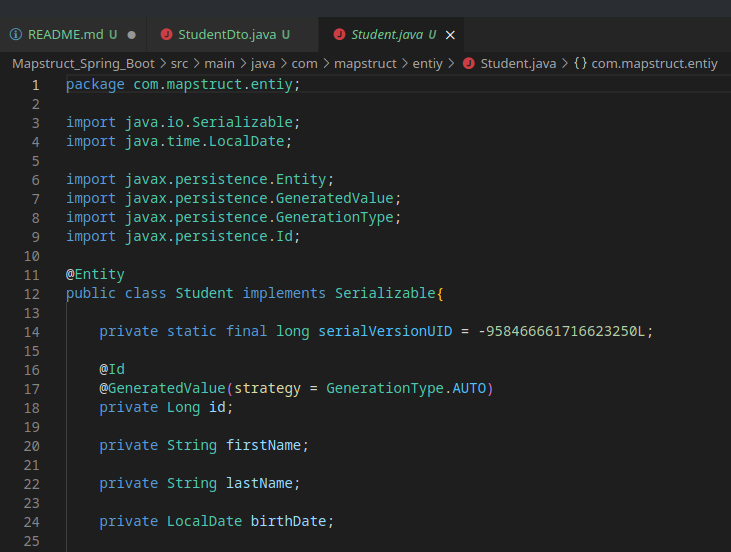 README.md U ●
StudentDto.java U
Student.java U ×
Mapstruct_Spring_Boot > src > main > java > com > mapstruct > entiy > Student.java > {} com.mapstruct.entiy
1 package com.mapstruct.entiy;
2
3 import java.io.Serializable;
4 import java.time.LocalDate;
5
6 import javax.persistence.Entity;
7 import javax.persistence.GeneratedValue;
8 import javax.persistence.GenerationType;
9 import javax.persistence.Id;
10
11 @Entity
12 public class Student implements Serializable{
13
14     private static final long serialVersionUID = -958466661716623250L;
15
16     @Id
17     @GeneratedValue(strategy = GenerationType.AUTO)
18     private Long id;
19
20     private String firstName;
21
22     private String lastName;
23
24     private LocalDate birthDate;
25